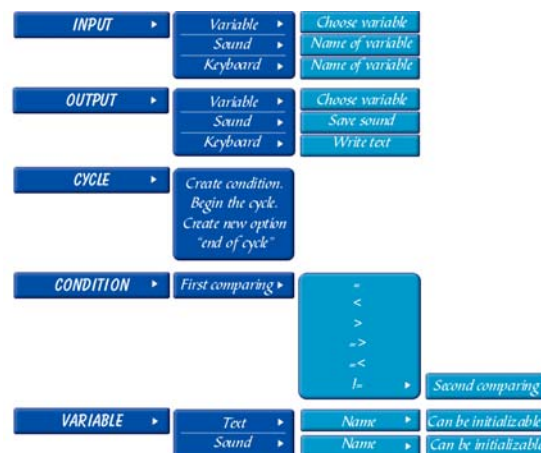 INPUT
Variable
Choose variable
Sound
Name of variable
Keyboard
Name of variable
OUTPUT
Variable
Choose variable
Sound
Save sound
Keyboard
Write text
CYCLE
Create condition.
Begin the cycle.
Create new option
"end of cycle"
CONDITION
First comparing
=
<
>
=>
=<
!=
Second comparing
VARIABLE
Text
Name
Can be initializable
Sound
Name
Can be initializable